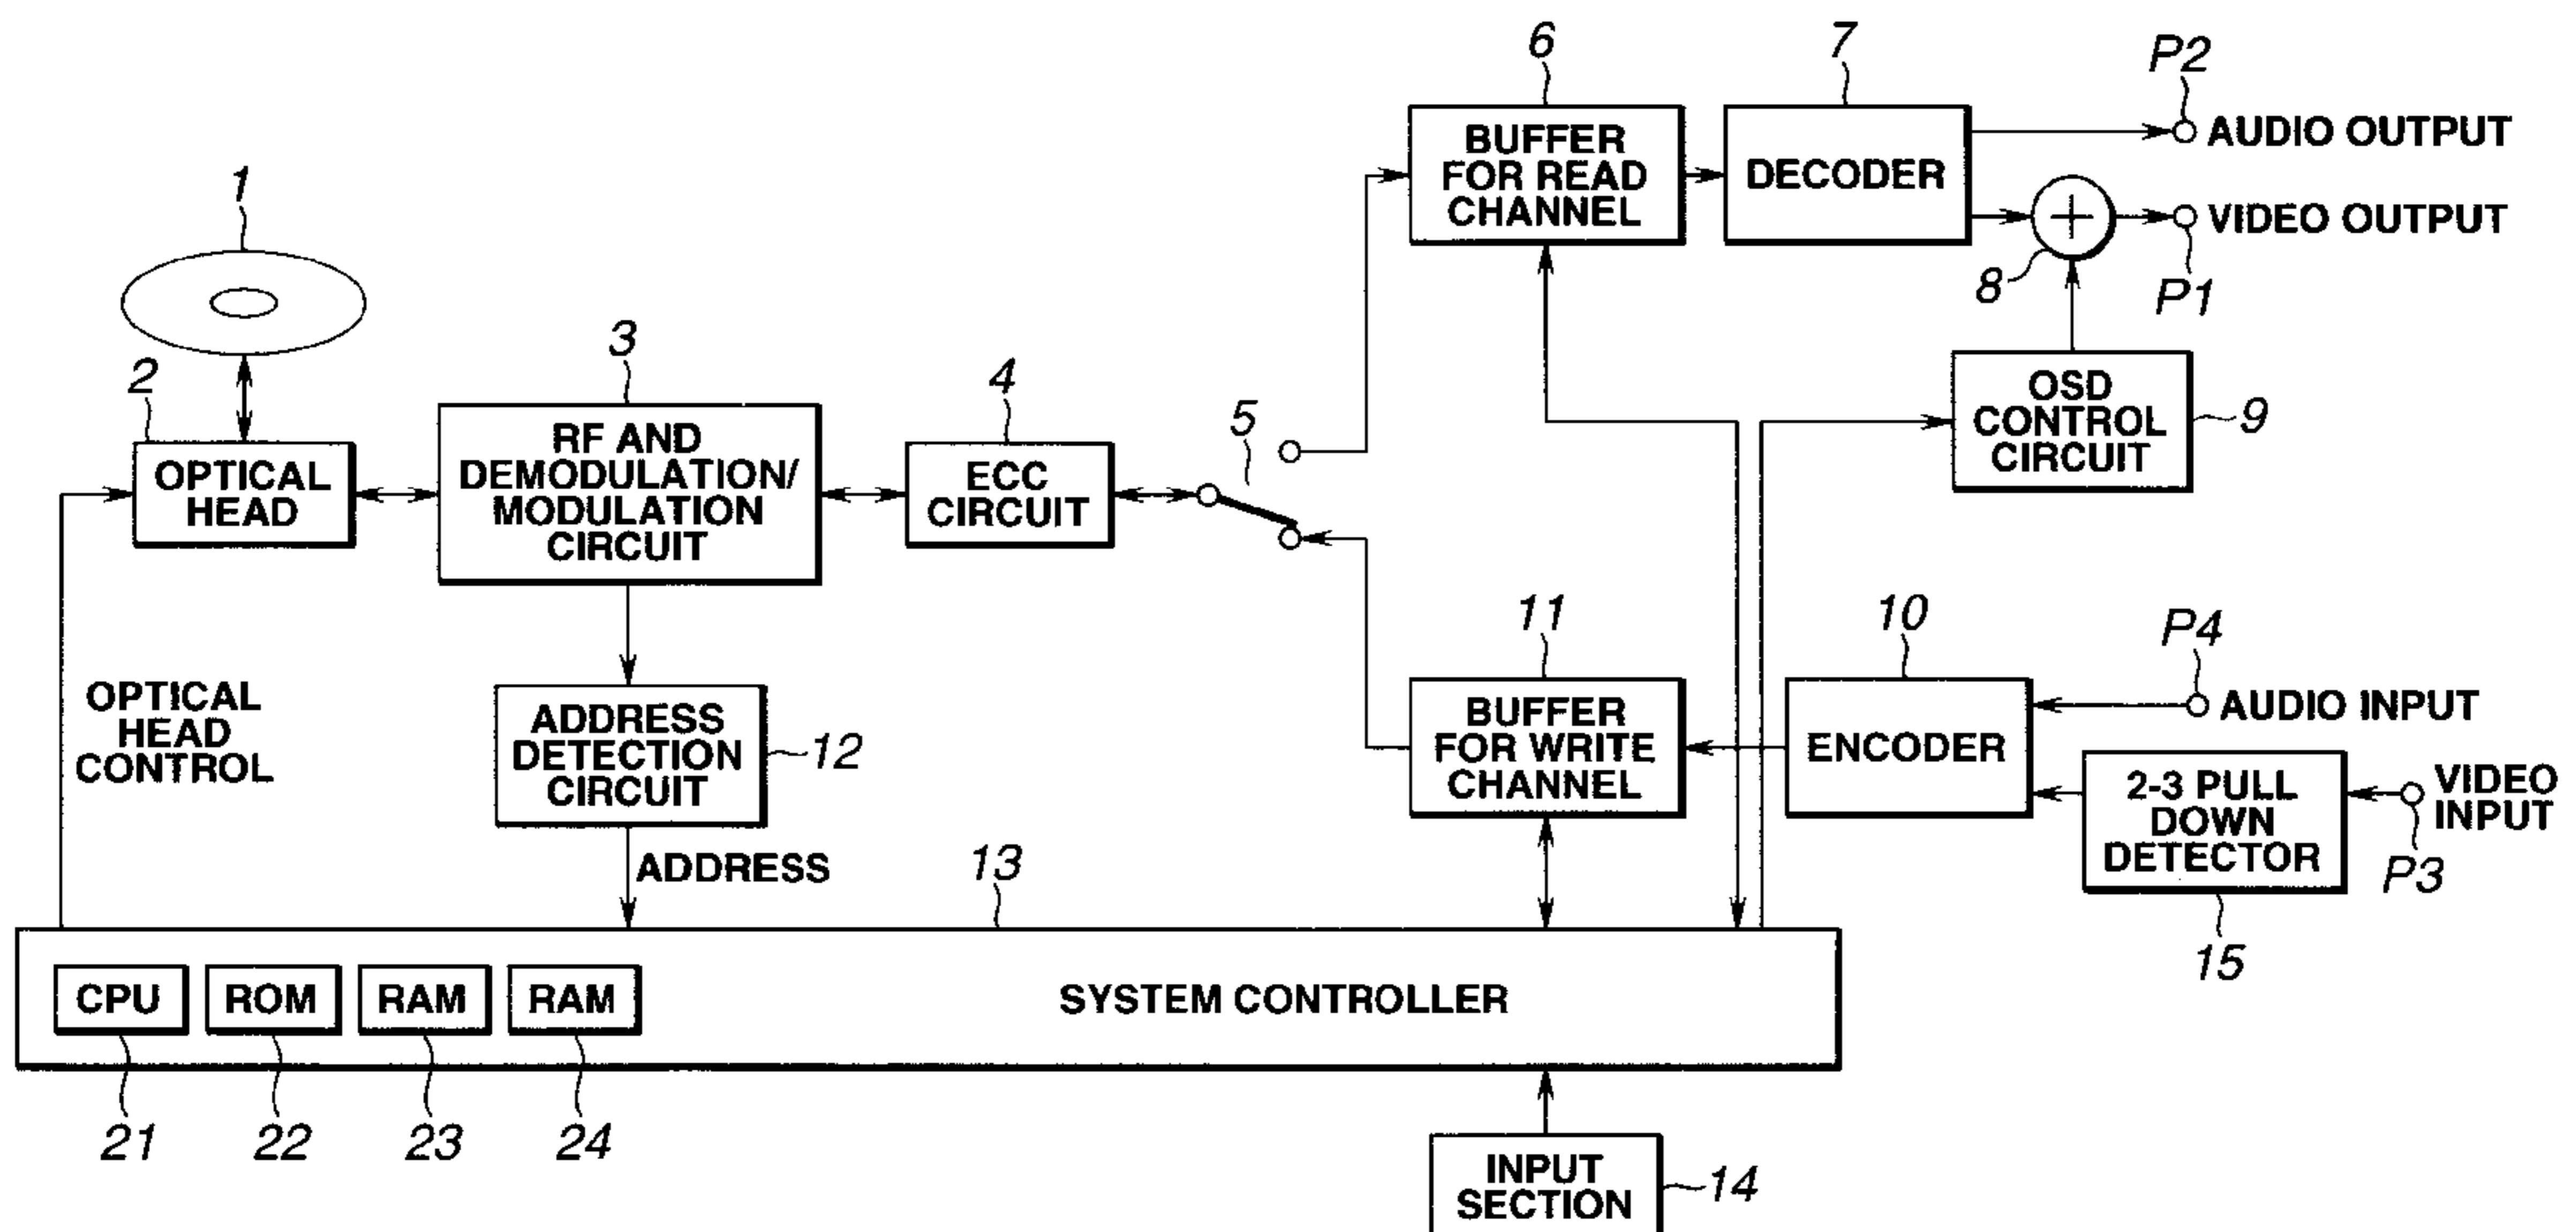 6
7
P2
BUFFER
FOR READ
CHANNEL
DECODER
AUDIO OUTPUT
VIDEO OUTPUT
8
P1
1
2
3
4
5
OPTICAL
HEAD
RF AND
DEMODULATION/
MODULATION
CIRCUIT
ECC
CIRCUIT
OSD
CONTROL
CIRCUIT
9
11
10
P4
OPTICAL
HEAD
CONTROL
ADDRESS
DETECTION
CIRCUIT
12
BUFFER
FOR WRITE
CHANNEL
ENCODER
AUDIO INPUT
2-3 PULL
DOWN
DETECTOR
VIDEO
INPUT
P3
15
ADDRESS
13
CPU
ROM
RAM
RAM
SYSTEM CONTROLLER
21
22
23
24
INPUT
SECTION
14